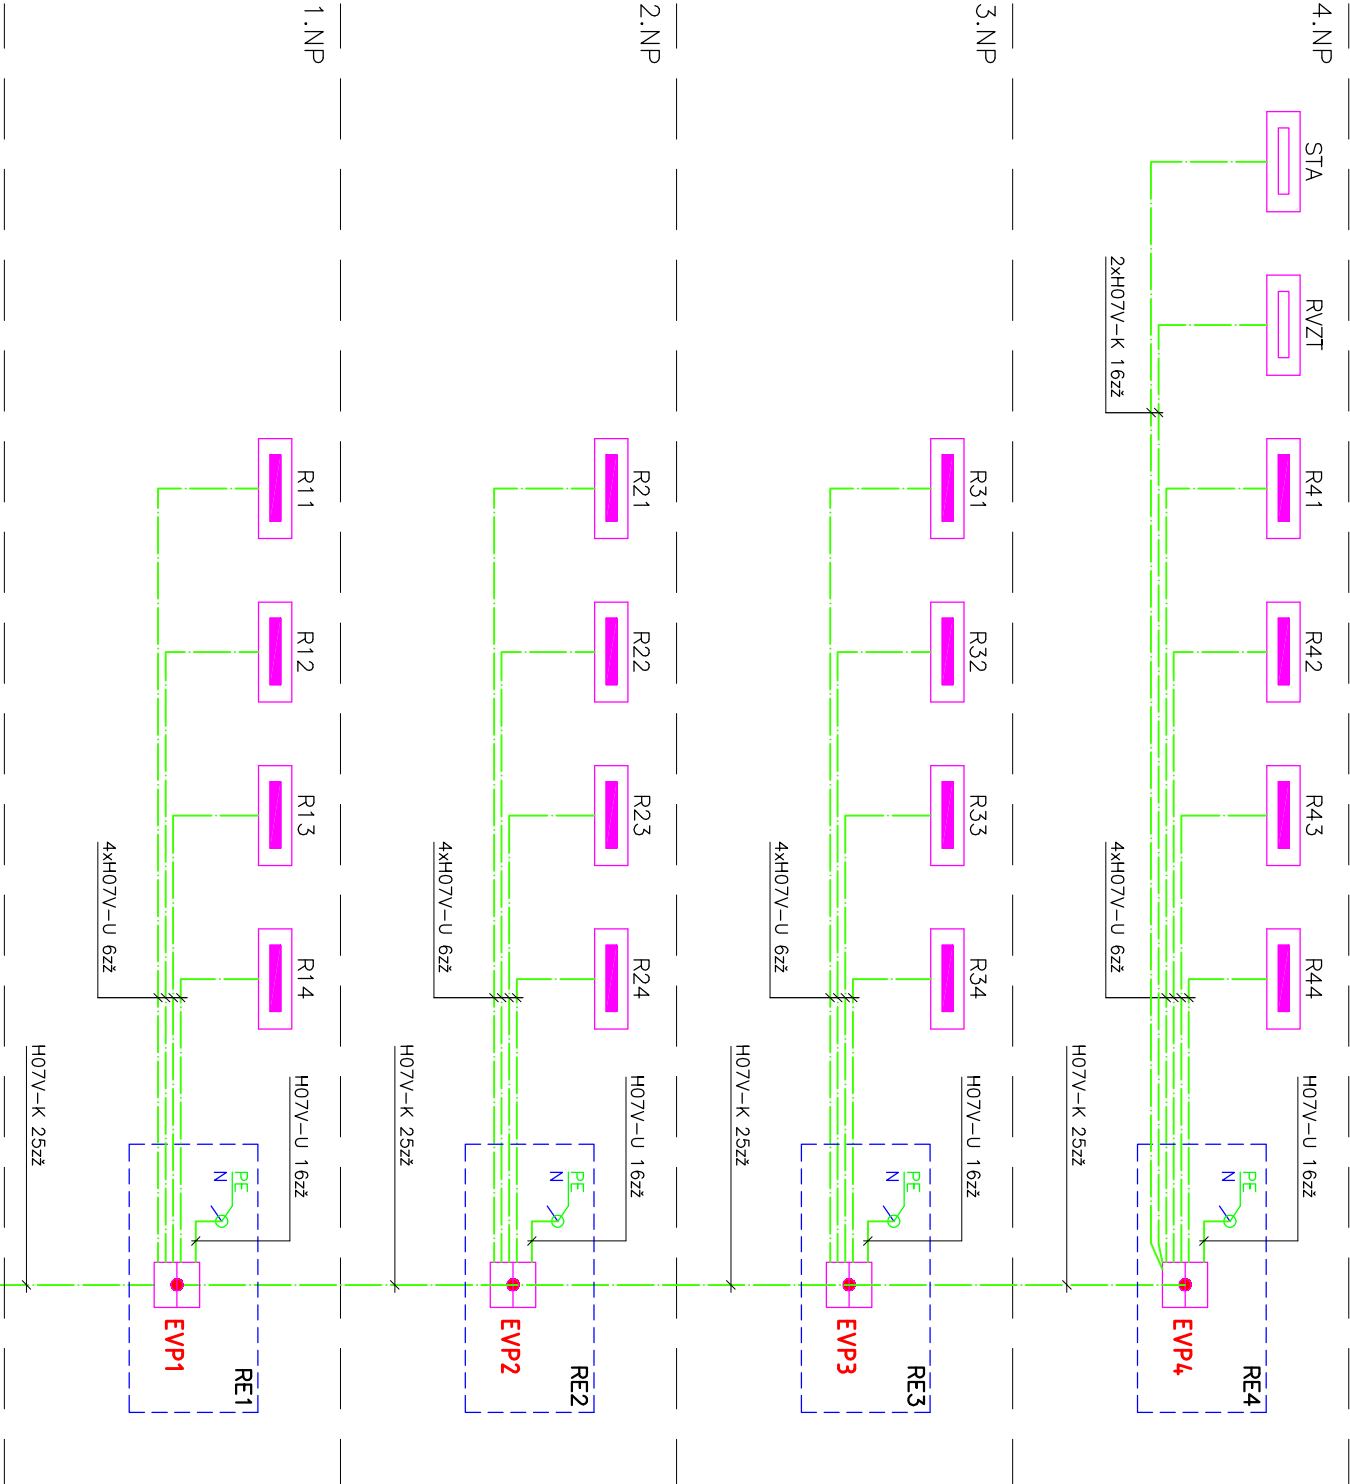 4.NP
STA
RVZT
R41
R42
R43
R44
2xH07V-K 16zž
4xH07V-U 6zž
H07V-U 16zž
H07V-K 25zž
PE
N
EVP4
RE4
3.NP
R31
R32
R33
R34
4xH07V-U 6zž
H07V-U 16zž
H07V-K 25zž
PE
N
EVP3
RE3
2.NP
R21
R22
R23
R24
4xH07V-U 6zž
H07V-U 16zž
H07V-K 25zž
PE
N
EVP2
RE2
1.NP
R11
R12
R13
R14
4xH07V-U 6zž
H07V-U 16zž
H07V-K 25zž
PE
N
EVP1
RE1